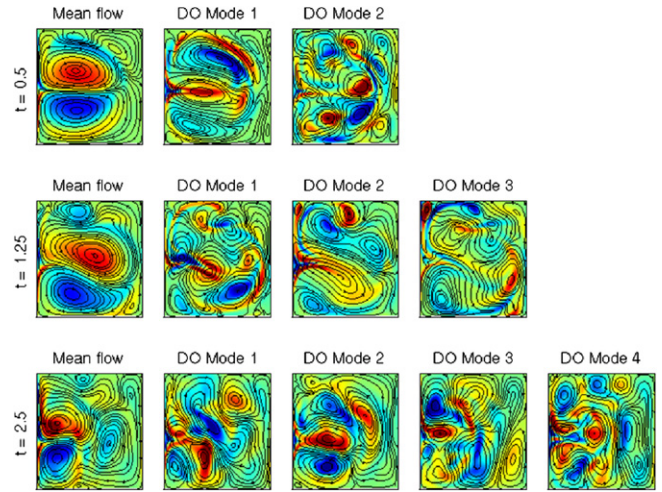 Mean flow DO Mode 1 DO Mode 2
t = 0.5
Mean flow DO Mode 1 DO Mode 2 DO Mode 3
t = 1.25
Mean flow DO Mode 1 DO Mode 2 DO Mode 3 DO Mode 4
t = 2.5